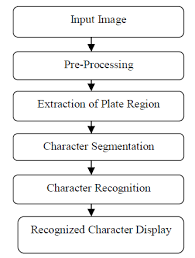 Input Image
Pre-Processing
Extraction of Plate Region
Character Segmentation
Character Recognition
Recognized Character Display